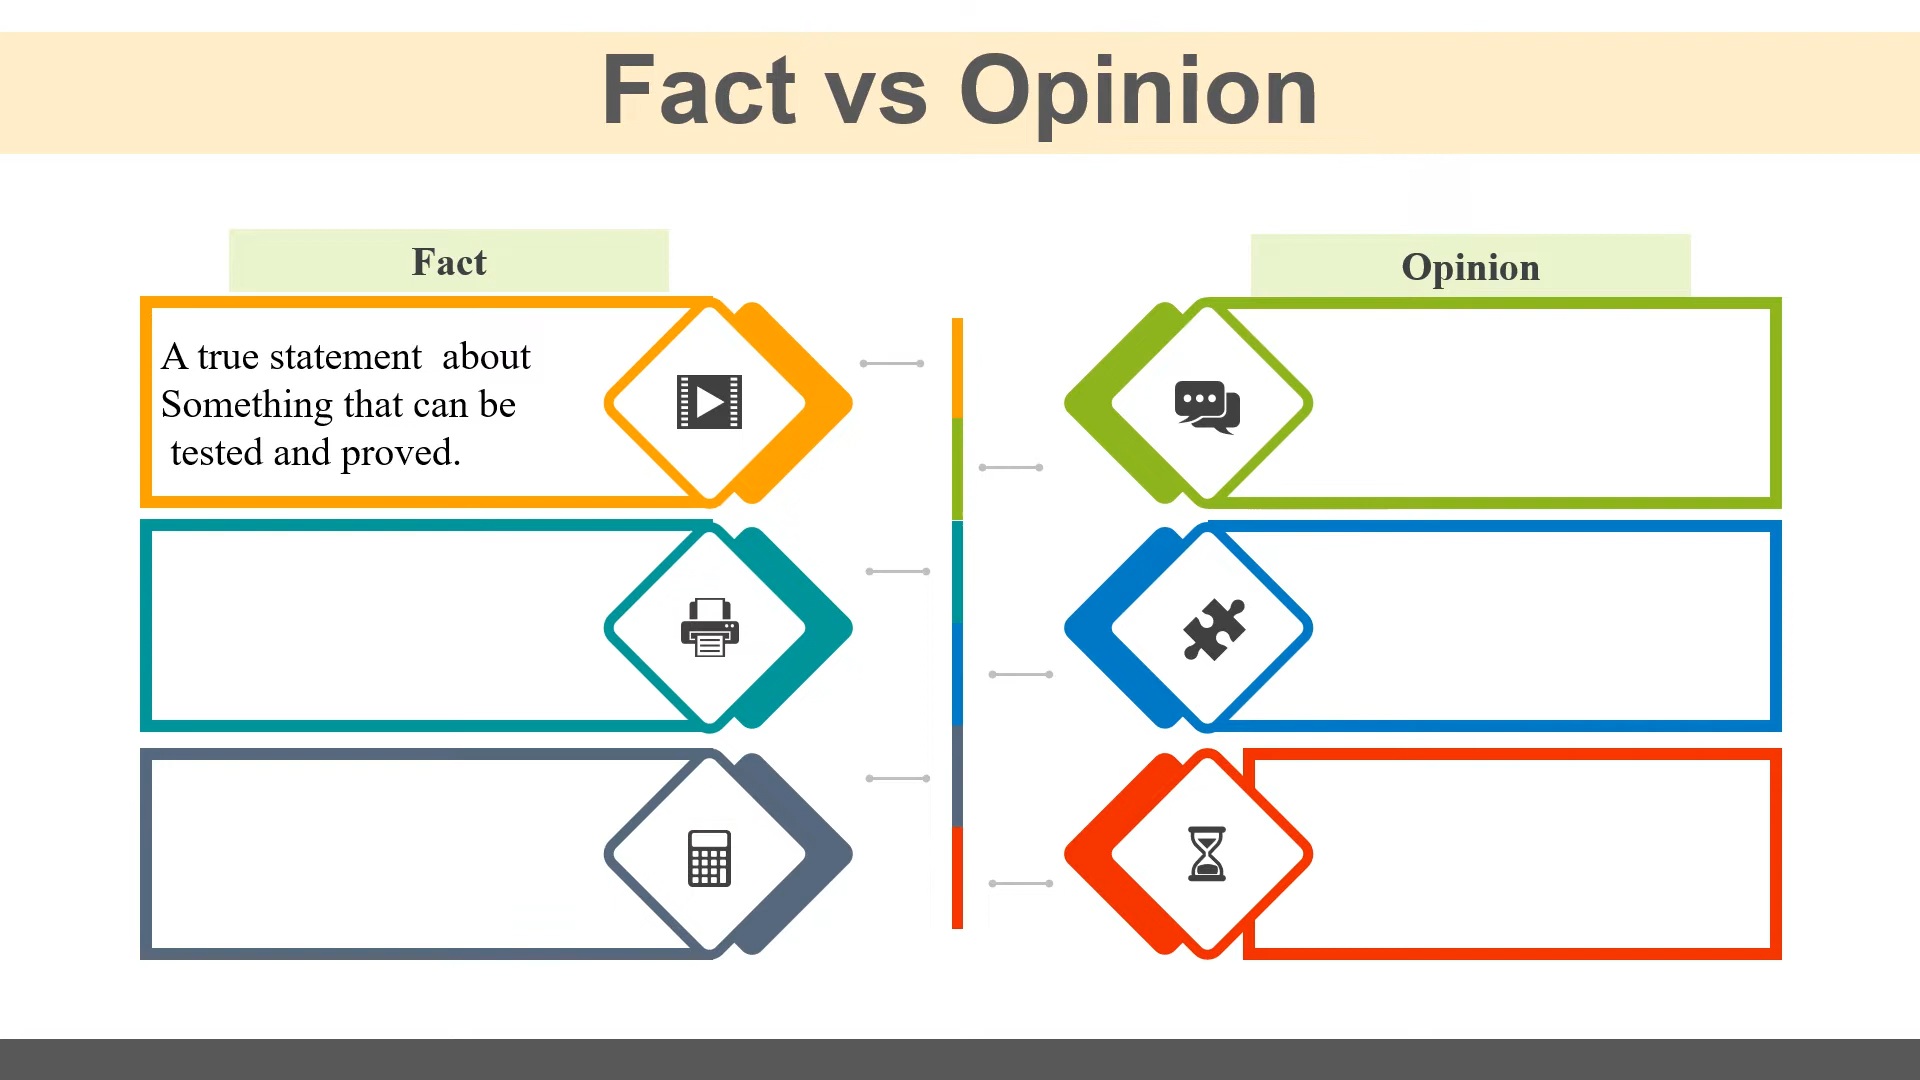 Fact vs Opinion
Fact
Opinion
A true statement  about
Something that can be
tested and proved.